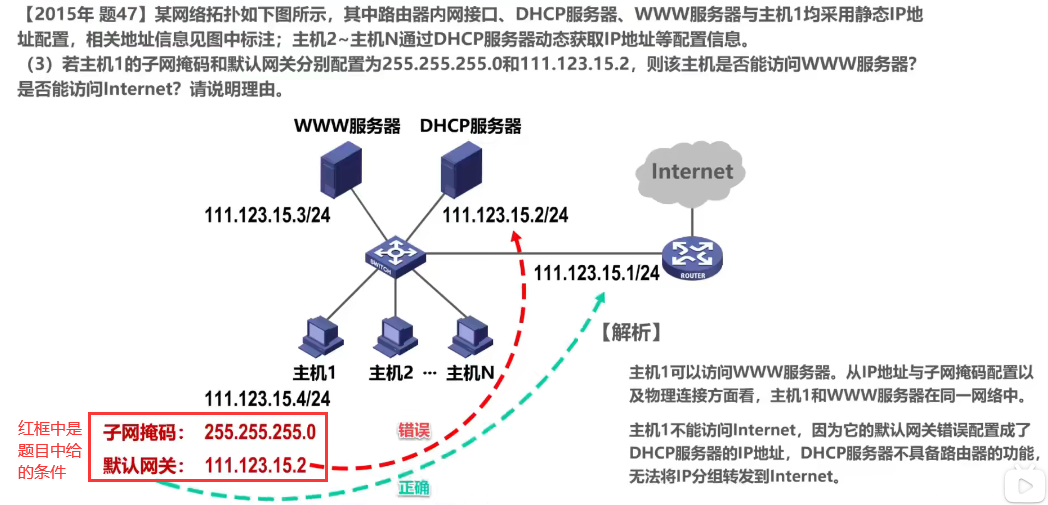 【2015年 题47】某网络拓扑如下图所示，其中路由器内网接口、DHCP服务器、WWW服务器与主机1均采用静态IP地
址配置，相关地址信息见图中标注；主机2~主机N通过DHCP服务器动态获取IP地址等配置信息。
（3）若主机1的子网掩码和默认网关分别配置为255.255.255.0和111.123.15.2，则该主机是否能访问WWW服务器？
是否能访问Internet？请说明理由。
WWW服务器 DHCP服务器
Internet
111.123.15.3/24
111.123.15.2/24
SWITCH
ROUTER
111.123.15.1/24
【解析】
主机1 主机2 ··· 主机N
111.123.15.4/24
主机1可以访问WWW服务器。从IP地址与子网掩码配置以
及物理连接方面看，主机1和WWW服务器在同一网络中。
红框中是
题目中给
的条件
子网掩码： 255.255.255.0
默认网关： 111.123.15.2
错误
正确
主机1不能访问Internet，因为它的默认网关错误配置成了
DHCP服务器的IP地址，DHCP服务器不具备路由器的功能，
无法将IP分组转发到Internet。